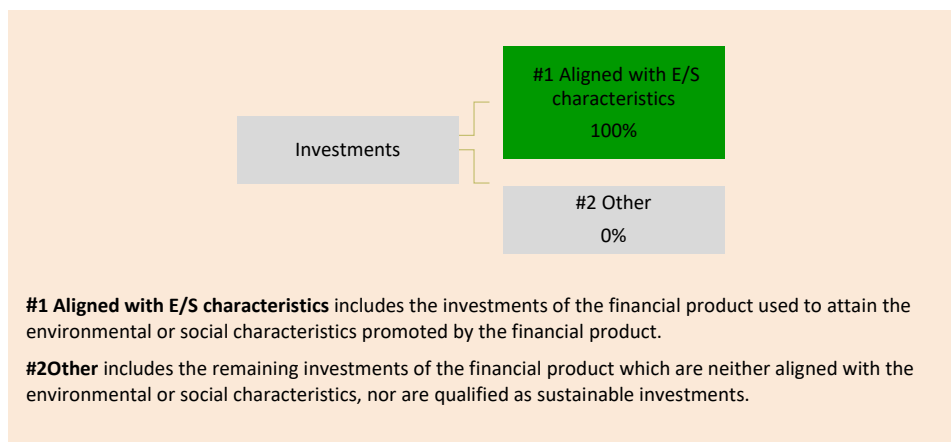 #1 Aligned with E/S
characteristics
100%
Investments
#2 Other
0%
#1 Aligned with E/S characteristics includes the investments of the financial product used to attain the
environmental or social characteristics promoted by the financial product.
#2Other includes the remaining investments of the financial product which are neither aligned with the
environmental or social characteristics, nor are qualified as sustainable investments.